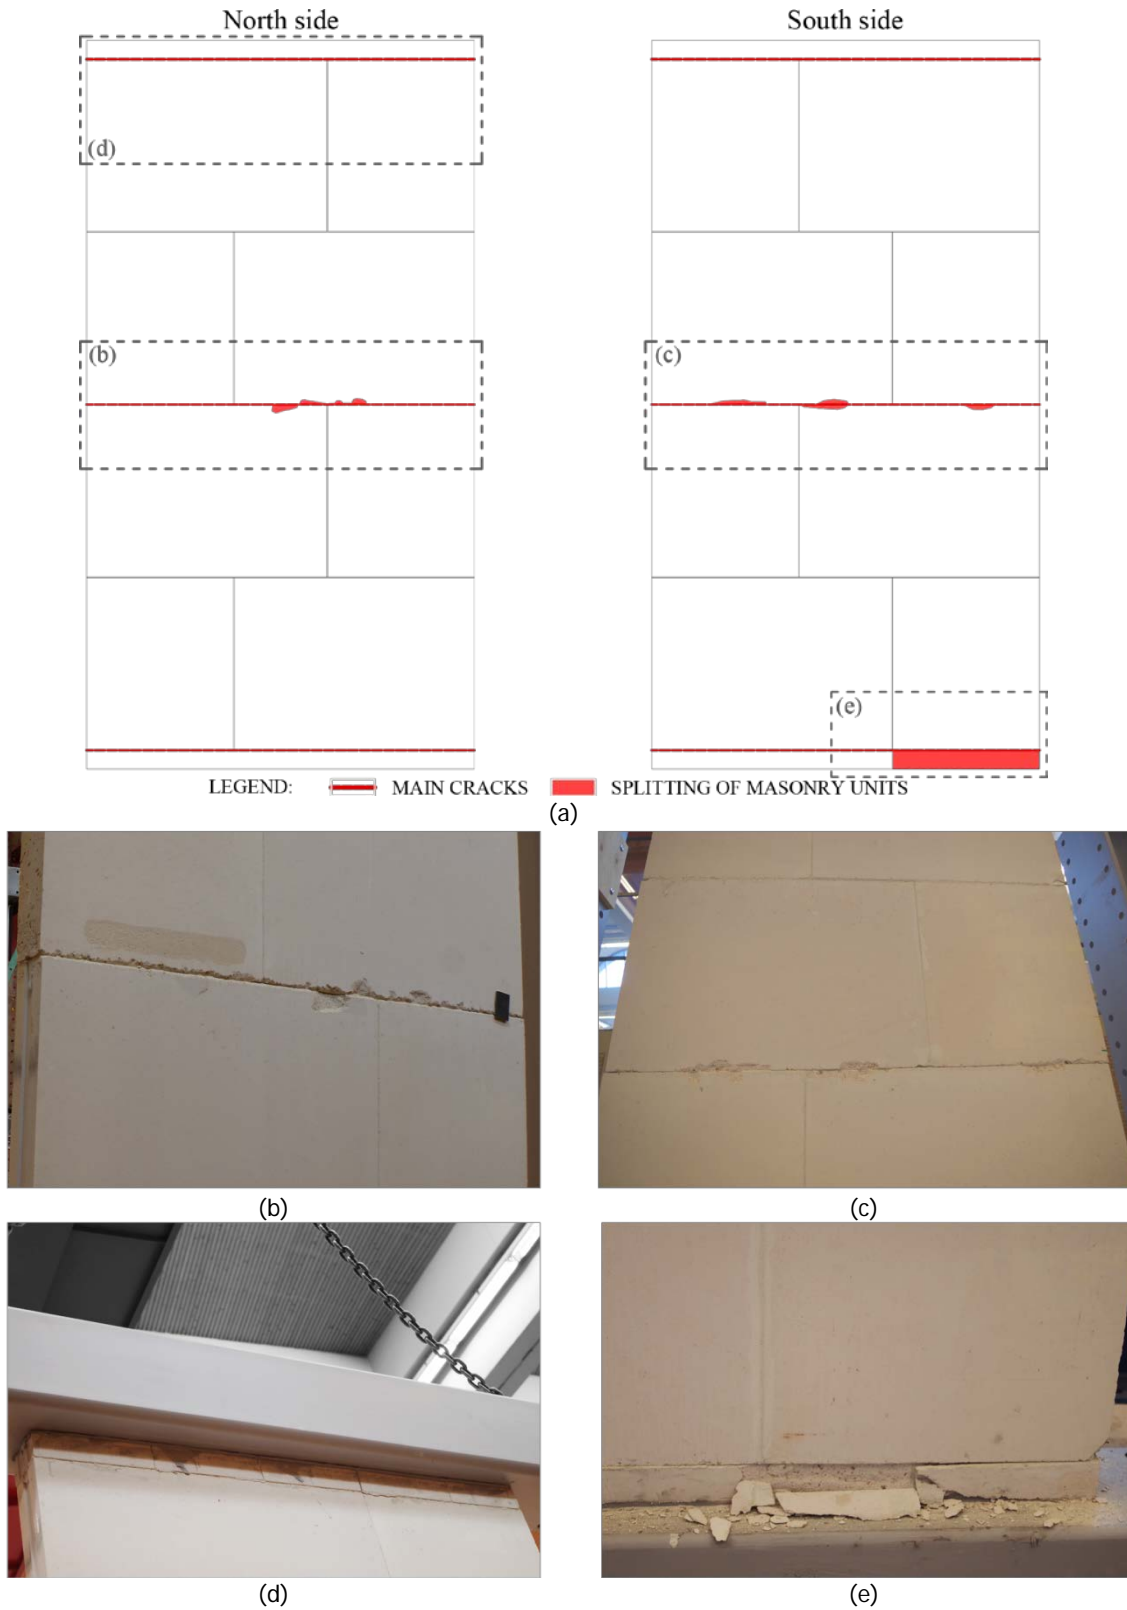 North side
South side
(d)
(b)
(c)
(e)
LEGEND: MAIN CRACKS SPLITTING OF MASONRY UNITS
(a)
(b)
(c)
(d)
(e)